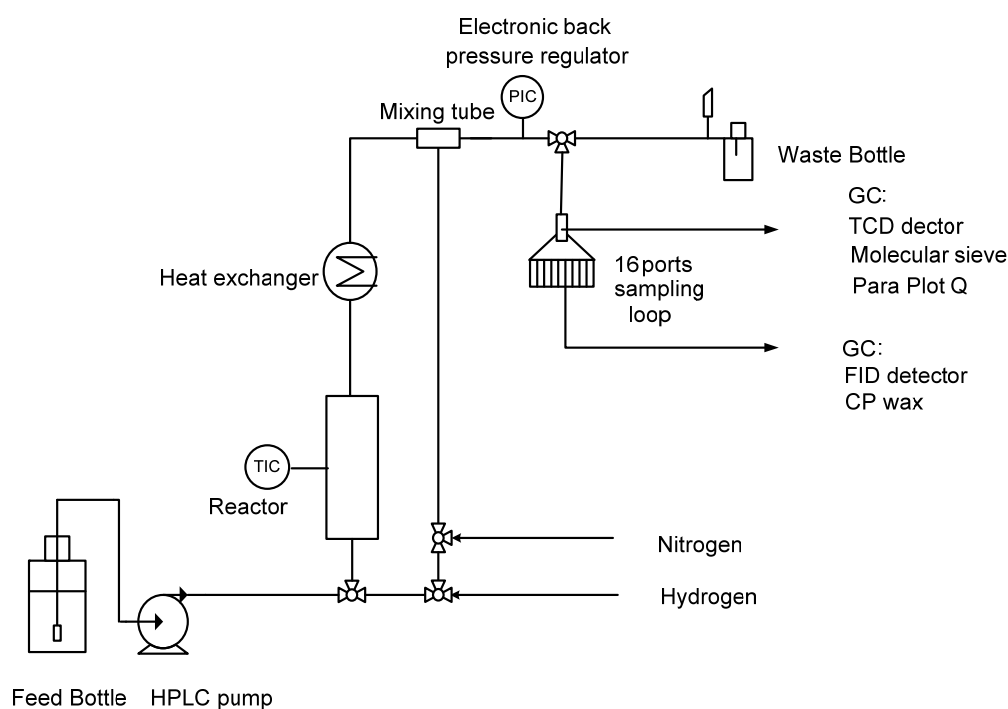 Electronic back
pressure regulator
PIC
Mixing tube
Waste Bottle
GC:
TCD dector
Molecular sieve
Para Plot Q
Heat exchanger
16 ports
sampling
loop
GC:
FID detector
CP wax
TIC
Reactor
Nitrogen
Hydrogen
Feed Bottle
HPLC pump